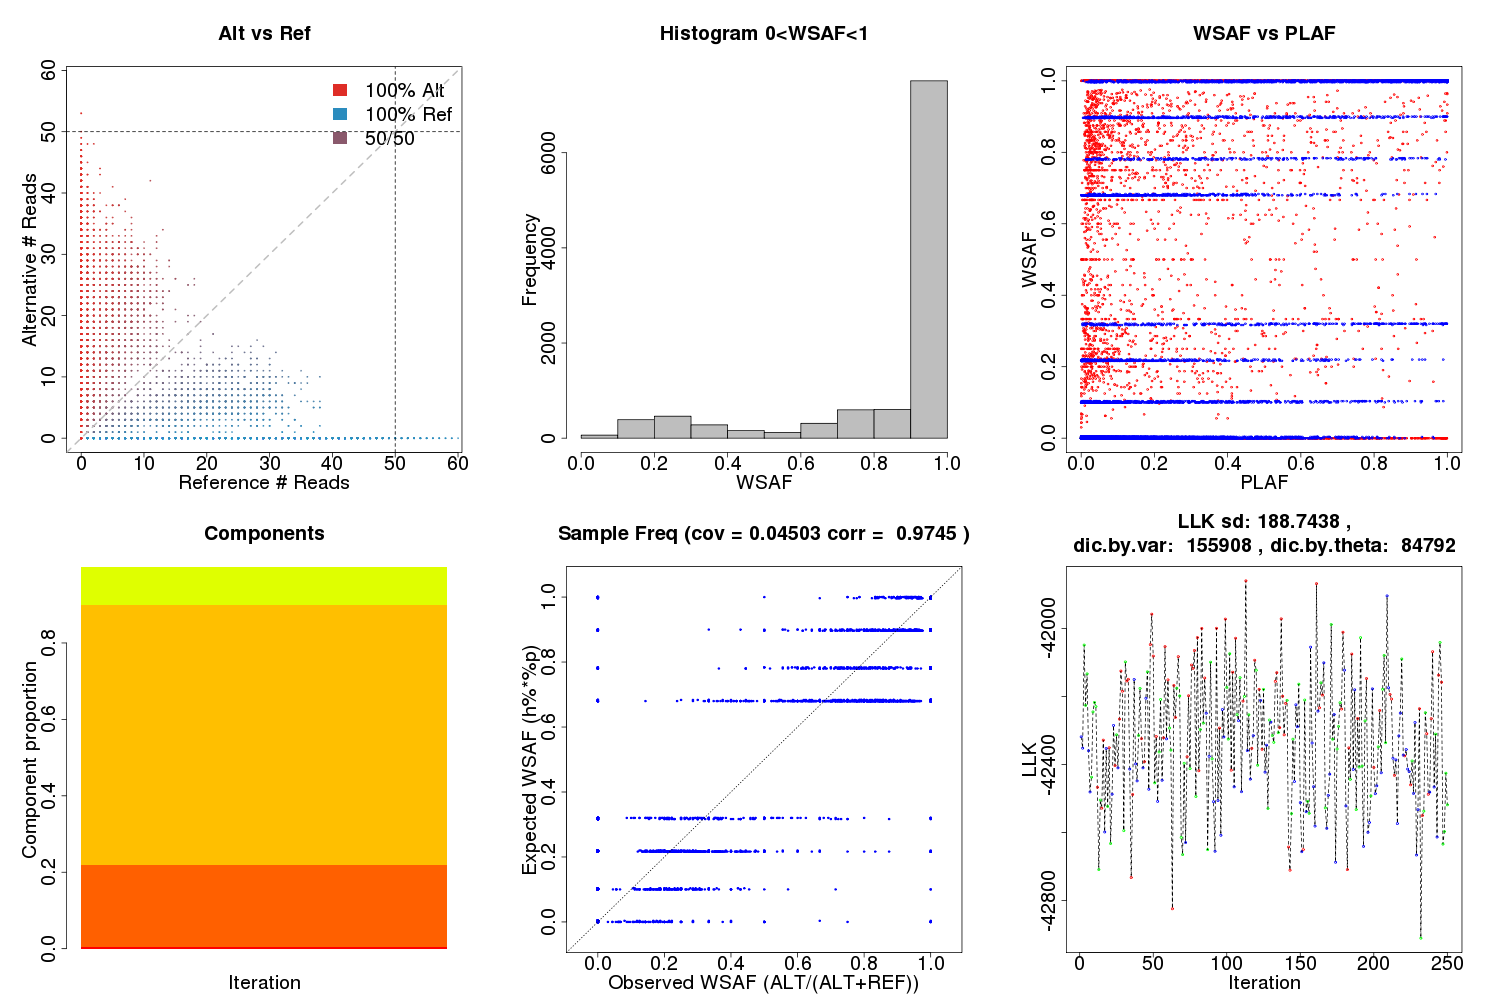 Alt vs Ref
100% Alt
100% Ref
50/50
Alternative # Reads
0 10 20 30 40 50 60
0 10 20 30 40 50 60
Reference # Reads
Histogram 0<WSAF<1
Frequency
0 2000 4000 6000
0.0 0.2 0.4 0.6 0.8 1.0
WSAF
WSAF vs PLAF
WSAF
0.0 0.2 0.4 0.6 0.8 1.0
0.0 0.2 0.4 0.6 0.8 1.0
PLAF
Components
Component proportion
0.0 0.2 0.4 0.6 0.8
Iteration
Sample Freq (cov = 0.04503 corr = 0.9745 )
Expected WSAF (h%*%p)
0.0 0.2 0.4 0.6 0.8 1.0
0.0 0.2 0.4 0.6 0.8 1.0
Observed WSAF (ALT/(ALT+REF))
LLK sd: 188.7438 ,
dic.by.var: 155908 , dic.by.theta: 84792
LLK
-42800 -42400 -42000
0 50 100 150 200 250
Iteration